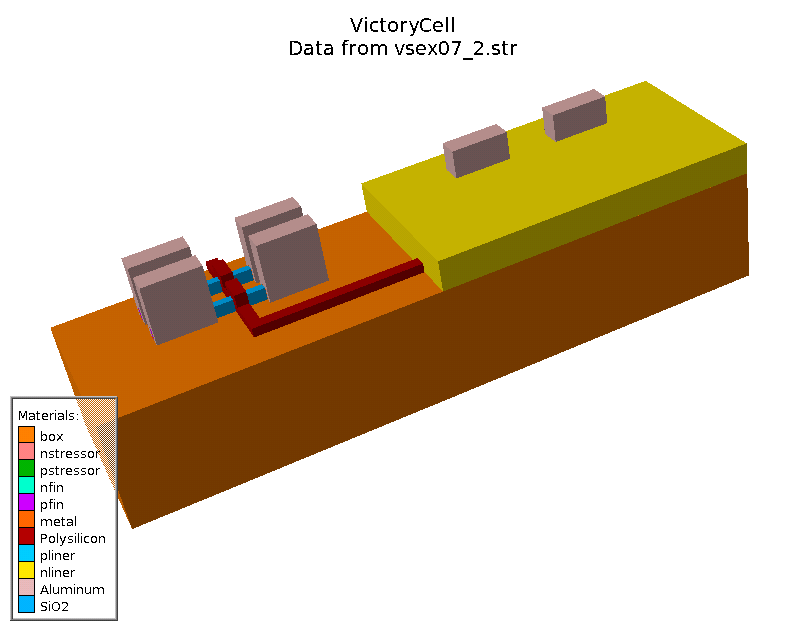 VictoryCell
Data from vsex07_2.str
Materials:
box
nstressor
pstressor
nfin
pfin
metal
Polysilicon
pliner
nliner
Aluminum
SiO2